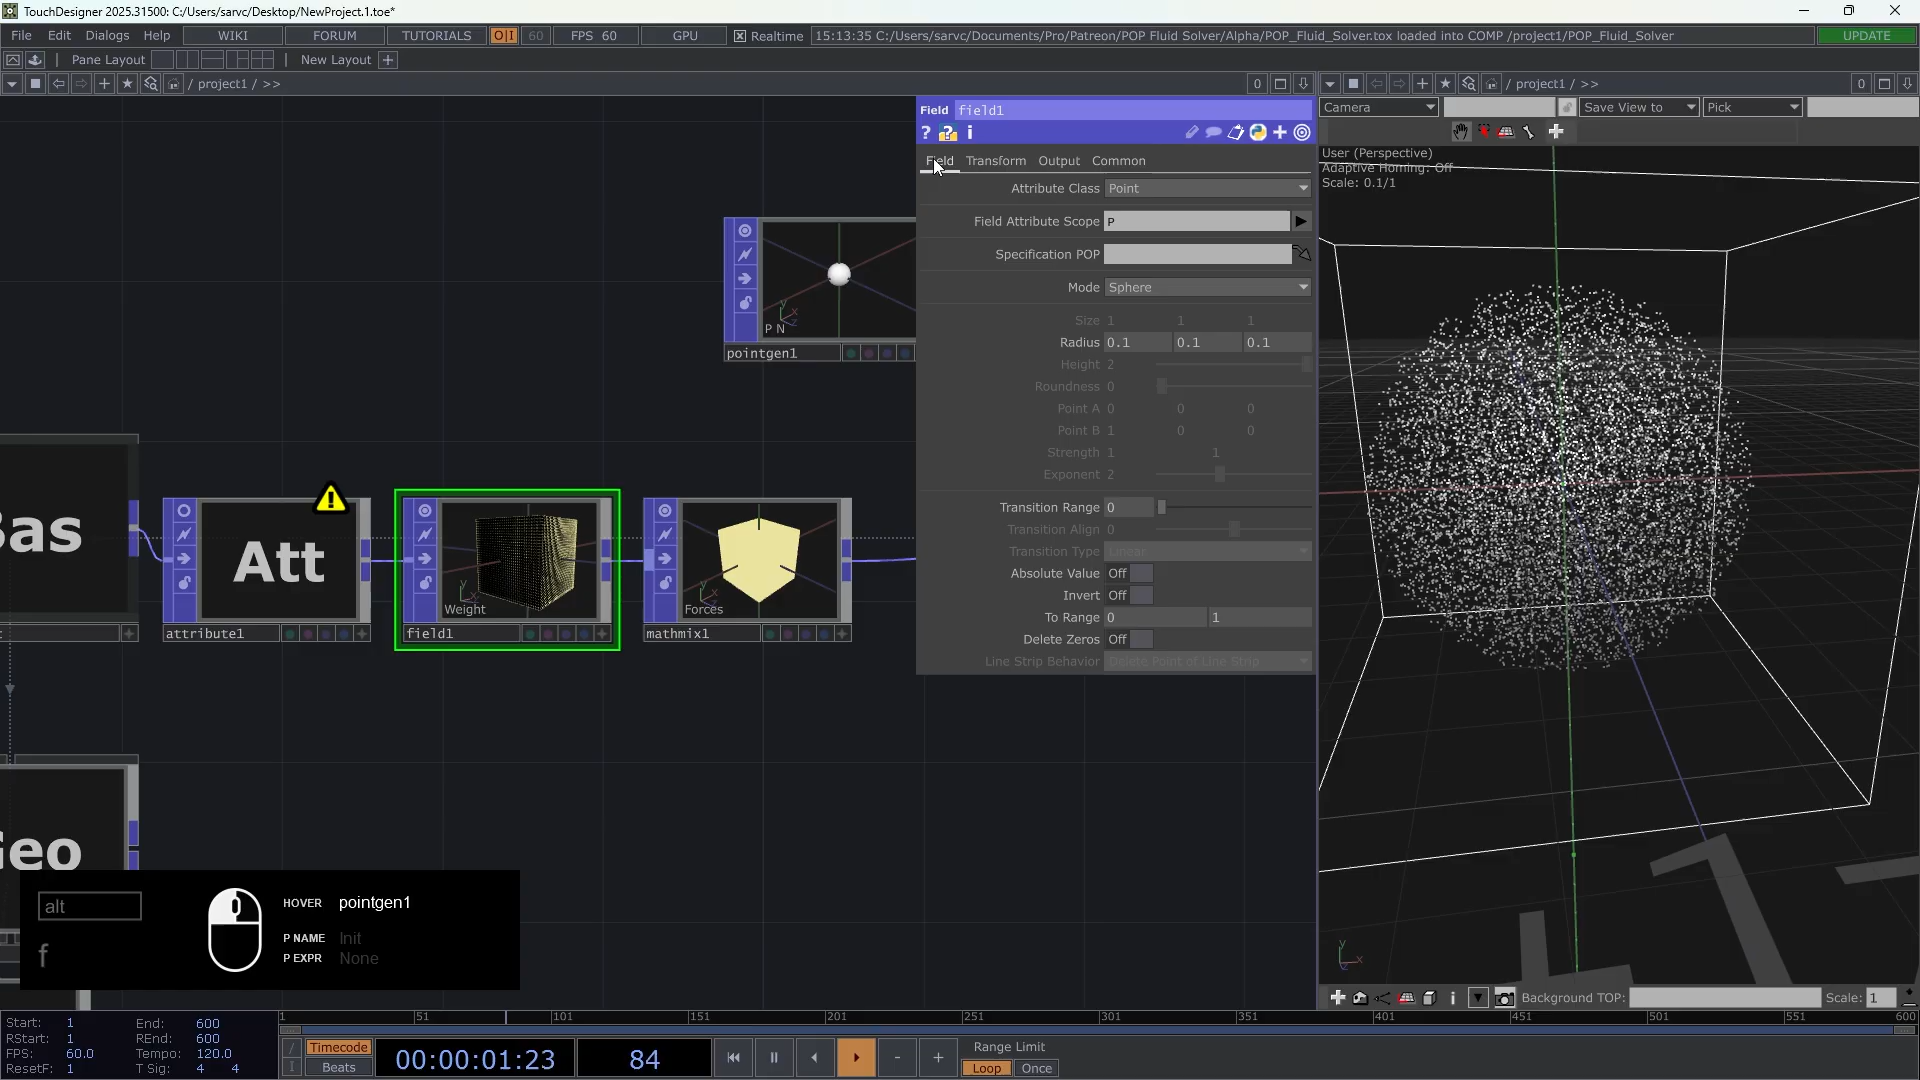 TouchDesigner 2025.31500: C:/Users/sarvc/Desktop/NewProject.1.toe*
File Edit Dialogs Help WIKI FORUM TUTORIALS O|I 60 FPS 60 GPU Realtime 15:13:35 C:/Users/sarvc/Documents/Pro/Patreon/POP Fluid Solver/Alpha/POP_Fluid_Solver.tox loaded into COMP /project1/POP_Fluid_Solver UPDATE
Pane Layout New Layout +
/ project1 / >> 0
/ project1 / >> 0
Field field1
? ? i
Field Transform Output Common
Attribute Class Point
Field Attribute Scope P
Specification POP
Mode Sphere
Size 1 1 1
Radius 0.1 0.1 0.1
Height 2
Roundness 0
Point A 0 0 0
Point B 1 0 0
Strength 1 1
Exponent 2
Transition Range 0
Transition Align 0
Transition Type Linear
Absolute Value Off
Invert Off
To Range 0 1
Delete Zeros Off
Line Strip Behavior Delete Point of Line Strip
Camera Save View to Pick
User (Perspective)
Adaptive Homing: Off
Scale: 0.1/1
P N
pointgen1
Bas
Att
attribute1
Weight
field1
Forces
mathmix1
Geo
alt
f
HOVER pointgen1
P NAME Init
P EXPR None
Background TOP: Scale: 1
Start: 1 End: 600
RStart: 1 REnd: 600
FPS: 60.0 Tempo: 120.0
ResetF: 1 T Sig: 4 4
1 51 101 151 201 251 301 351 401 451 501 551 600
Timecode
Beats
00:00:01:23
84
Range Limit
Loop Once